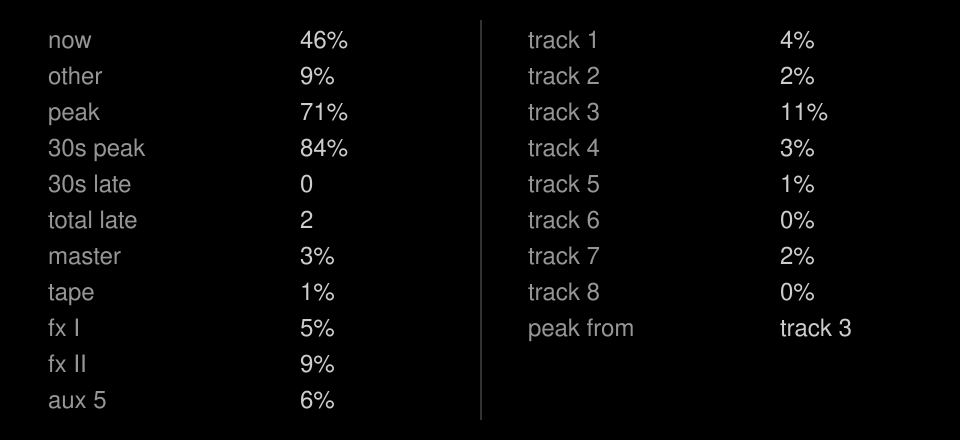 now 46%
other 9%
peak 71%
30s peak 84%
30s late 0
total late 2
master 3%
tape 1%
fx I 5%
fx II 9%
aux 5 6%
track 1 4%
track 2 2%
track 3 11%
track 4 3%
track 5 1%
track 6 0%
track 7 2%
track 8 0%
peak from track 3